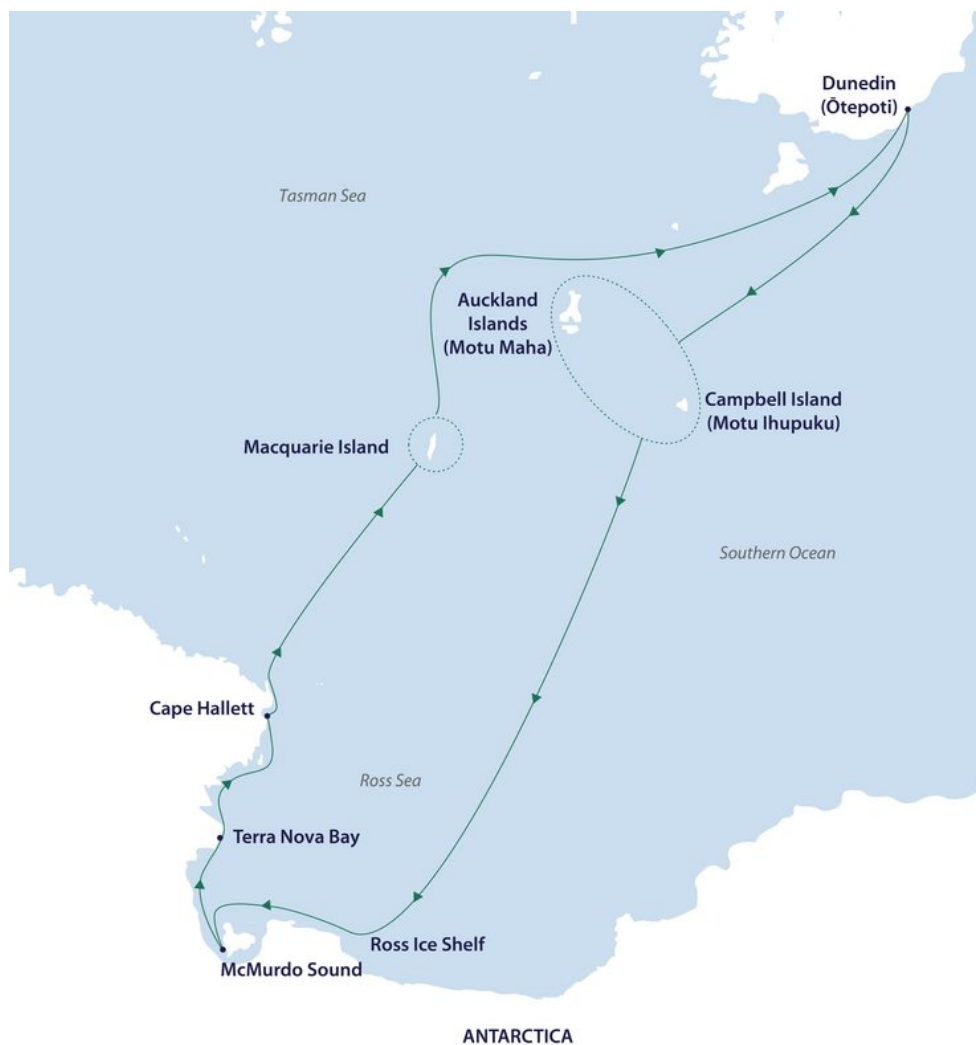 Dunedin
(Ōtepoti)
Tasman Sea
Auckland
Islands
(Motu Maha)
Campbell Island
(Motu Ihupuku)
Macquarie Island
Southern Ocean
Cape Hallett
Ross Sea
Terra Nova Bay
Ross Ice Shelf
McMurdo Sound
ANTARCTICA